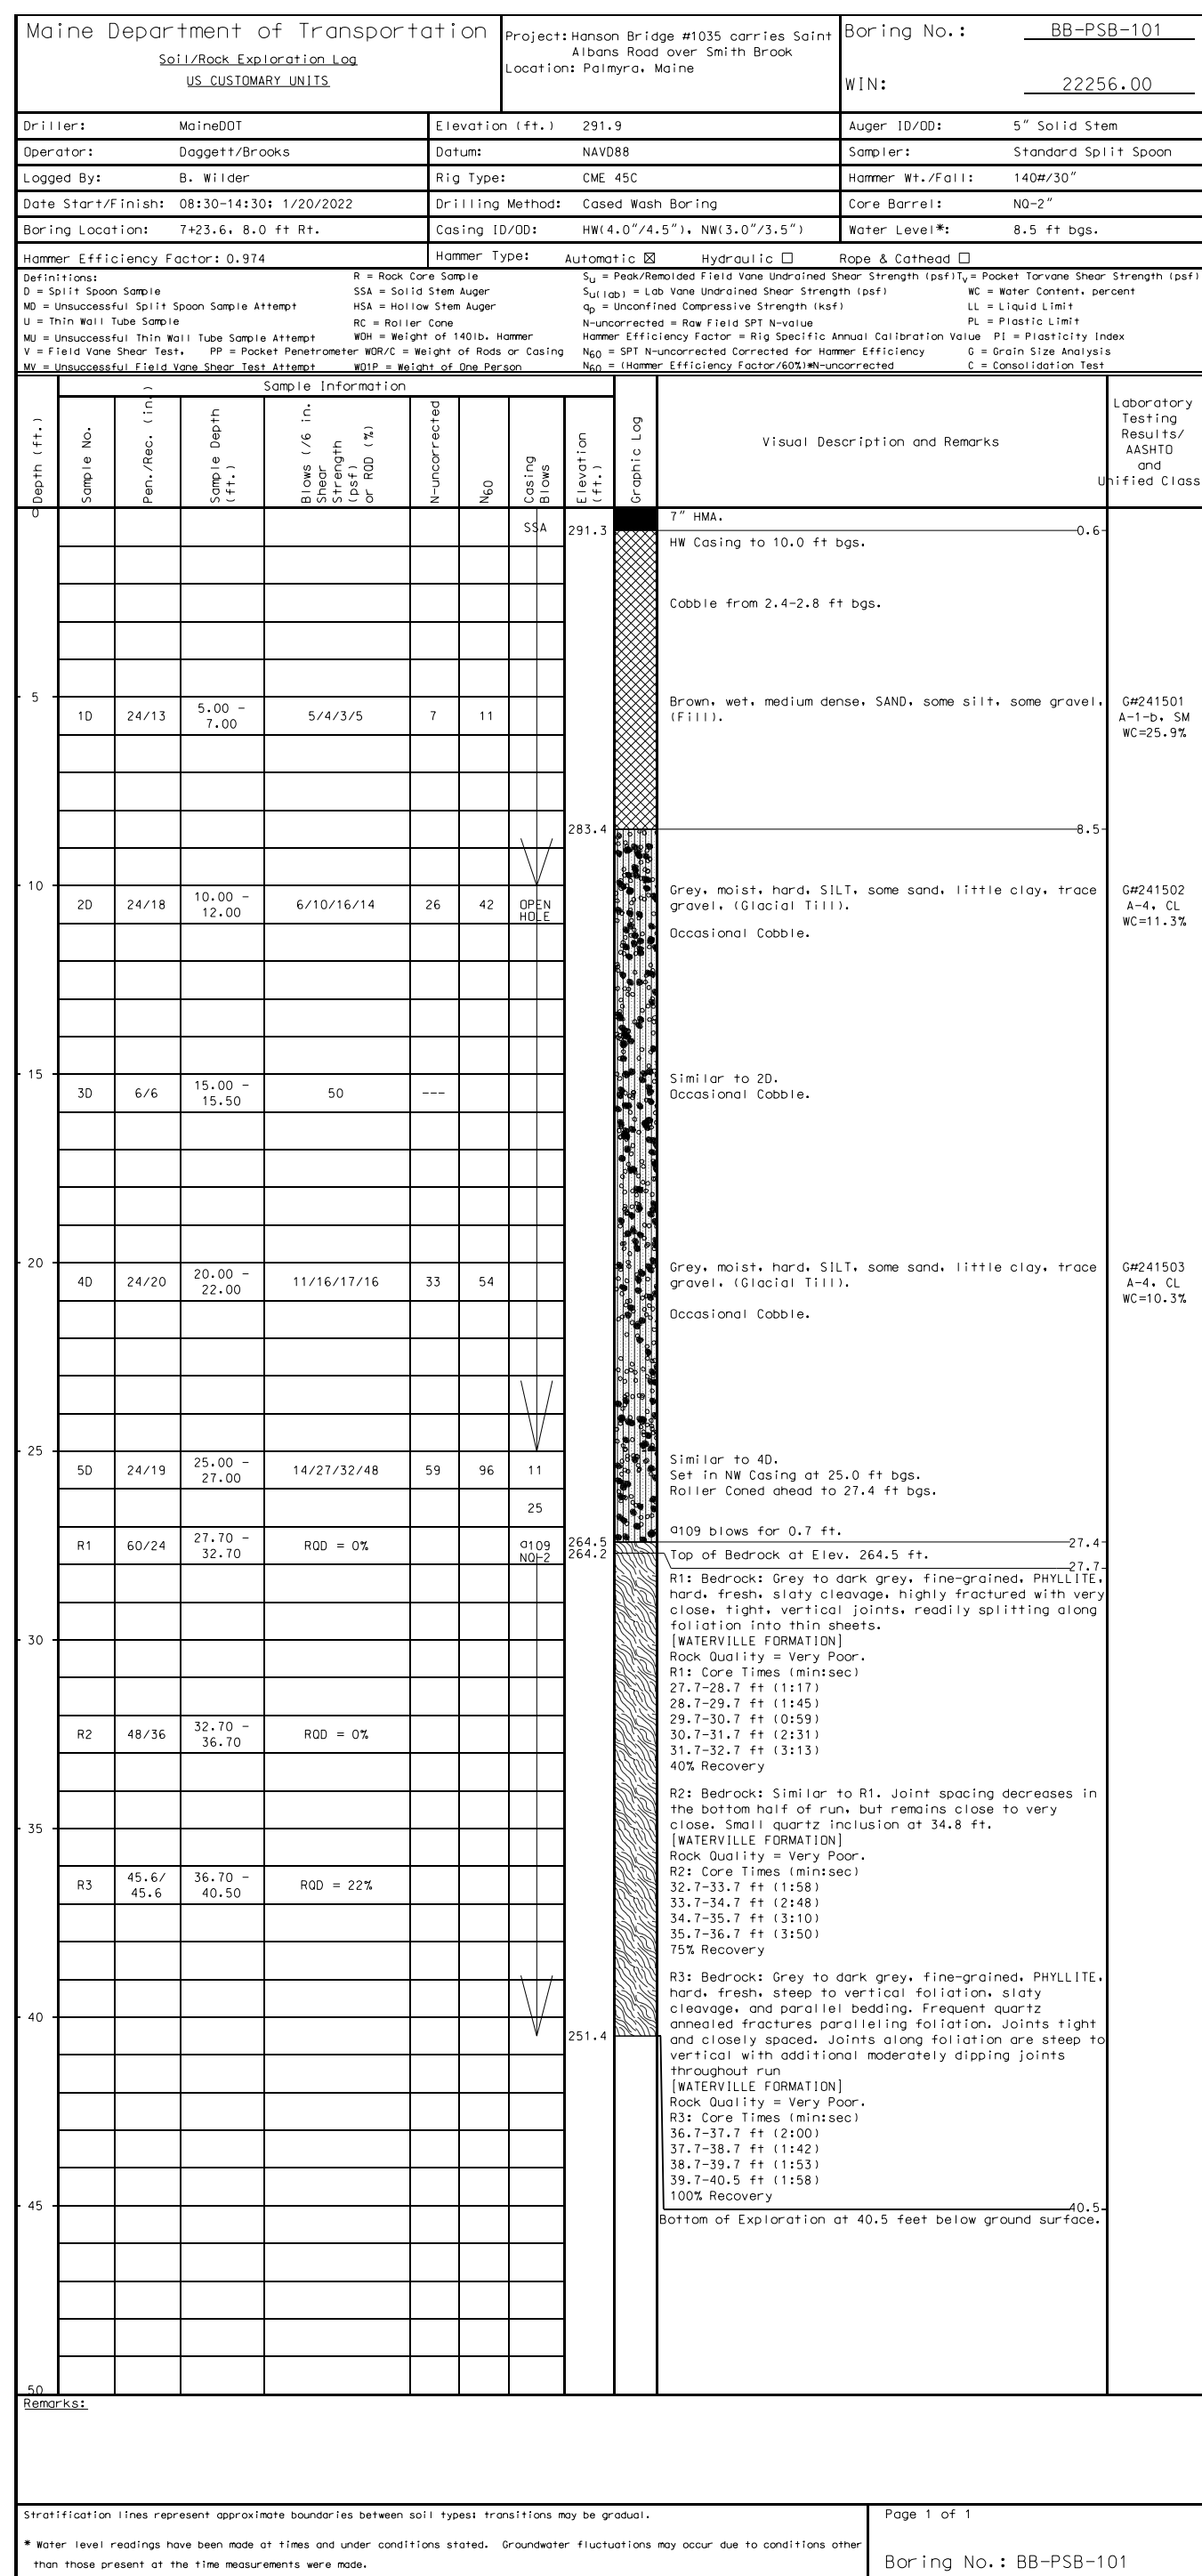 Maine Department of Transportation
Soil/Rock Exploration Log
US CUSTOMARY UNITS
Project: Hanson Bridge #1035 carries Saint
Albans Road over Smith Brook
Location: Palmyra, Maine
Boring No.: BB-PSB-101
WIN: 22256.00
Driller: MaineDOT
Elevation (ft.) 291.9
Auger ID/OD: 5" Solid Stem
Operator: Daggett/Brooks
Datum: NAVD88
Sampler: Standard Split Spoon
Logged By: B. Wilder
Rig Type: CME 45C
Hammer Wt./Fall: 140#/30"
Date Start/Finish: 08:30-14:30; 1/20/2022
Drilling Method: Cased Wash Boring
Core Barrel: NQ-2"
Boring Location: 7+23.6, 8.0 ft Rt.
Casing ID/OD: HW(4.0"/4.5"), NW(3.0"/3.5")
Water Level*: 8.5 ft bgs.
Hammer Efficiency Factor: 0.974
Hammer Type: Automatic ☒ Hydraulic ☐ Rope & Cathead ☐
Definitions:
D = Split Spoon Sample
MD = Unsuccessful Split Spoon Sample Attempt
U = Thin Wall Tube Sample
MU = Unsuccessful Thin Wall Tube Sample Attempt
V = Field Vane Shear Test, PP = Pocket Penetrometer
MV = Unsuccessful Field Vane Shear Test Attempt
R = Rock Core Sample
SSA = Solid Stem Auger
HSA = Hollow Stem Auger
RC = Roller Cone
WOH = Weight of 140lb. Hammer
WOR/C = Weight of Rods or Casing
WO1P = Weight of One Person
Su = Peak/Remolded Field Vane Undrained Shear Strength (psf)
Su(lab) = Lab Vane Undrained Shear Strength (psf)
qp = Unconfined Compressive Strength (ksf)
N-uncorrected = Raw Field SPT N-value
Hammer Efficiency Factor = Rig Specific Annual Calibration Value
N60 = SPT N-uncorrected Corrected for Hammer Efficiency
N60 = (Hammer Efficiency Factor/60%)*N-uncorrected
Tv = Pocket Torvane Shear Strength (psf)
WC = Water Content, percent
LL = Liquid Limit
PL = Plastic Limit
PI = Plasticity Index
G = Grain Size Analysis
C = Consolidation Test
Sample Information
Depth (ft.)
Sample No.
Pen./Rec. (in.)
Sample Depth
(ft.)
Blows (/6 in.
Shear
Strength
(psf)
or RQD (%)
N-uncorrected
N60
Casing
Blows
Elevation
(ft.)
Graphic Log
Visual Description and Remarks
Laboratory
Testing
Results/
AASHTO
and
Unified Class
0
SSA
291.3
7" HMA.
0.6
HW Casing to 10.0 ft bgs.
Cobble from 2.4-2.8 ft bgs.
5
1D 24/13 5.00 -
7.00 5/4/3/5 7 11
Brown, wet, medium dense, SAND, some silt, some gravel,
(Fill).
G#241501
A-1-b, SM
WC=25.9%
283.4
8.5
10
2D 24/18 10.00 -
12.00 6/10/16/14 26 42 OPEN
HOLE
Grey, moist, hard, SILT, some sand, little clay, trace
gravel, (Glacial Till).
Occasional Cobble.
G#241502
A-4, CL
WC=11.3%
15
3D 6/6 15.00 -
15.50 50 ---
Similar to 2D.
Occasional Cobble.
20
4D 24/20 20.00 -
22.00 11/16/17/16 33 54
Grey, moist, hard, SILT, some sand, little clay, trace
gravel, (Glacial Till).
Occasional Cobble.
G#241503
A-4, CL
WC=10.3%
25
5D 24/19 25.00 -
27.00 14/27/32/48 59 96 11
Similar to 4D.
Set in NW Casing at 25.0 ft bgs.
Roller Coned ahead to 27.4 ft bgs.
25
a109 blows for 0.7 ft.
R1 60/24 27.70 -
32.70 RQD = 0% a109
NQ-2
264.5
264.2
27.4
Top of Bedrock at Elev. 264.5 ft.
27.7
R1: Bedrock: Grey to dark grey, fine-grained, PHYLLITE,
hard, fresh, slaty cleavage, highly fractured with very
close, tight, vertical joints, readily splitting along
foliation into thin sheets.
[WATERVILLE FORMATION]
Rock Quality = Very Poor.
R1: Core Times (min:sec)
27.7-28.7 ft (1:17)
28.7-29.7 ft (1:45)
29.7-30.7 ft (0:59)
30.7-31.7 ft (2:31)
31.7-32.7 ft (3:13)
40% Recovery
30
R2 48/36 32.70 -
36.70 RQD = 0%
R2: Bedrock: Similar to R1. Joint spacing decreases in
the bottom half of run, but remains close to very
close. Small quartz inclusion at 34.8 ft.
[WATERVILLE FORMATION]
Rock Quality = Very Poor.
R2: Core Times (min:sec)
32.7-33.7 ft (1:58)
33.7-34.7 ft (2:48)
34.7-35.7 ft (3:10)
35.7-36.7 ft (3:50)
75% Recovery
35
R3 45.6/
45.6 36.70 -
40.50 RQD = 22%
R3: Bedrock: Grey to dark grey, fine-grained, PHYLLITE,
hard, fresh, steep to vertical foliation, slaty
cleavage, and parallel bedding. Frequent quartz
annealed fractures paralleling foliation. Joints tight
and closely spaced. Joints along foliation are steep to
vertical with additional moderately dipping joints
throughout run
[WATERVILLE FORMATION]
Rock Quality = Very Poor.
R3: Core Times (min:sec)
36.7-37.7 ft (2:00)
37.7-38.7 ft (1:42)
38.7-39.7 ft (1:53)
39.7-40.5 ft (1:58)
100% Recovery
40
251.4
40.5
Bottom of Exploration at 40.5 feet below ground surface.
45
50
Remarks:
Stratification lines represent approximate boundaries between soil types; transitions may be gradual.
* Water level readings have been made at times and under conditions stated. Groundwater fluctuations may occur due to conditions other
than those present at the time measurements were made.
Page 1 of 1
Boring No.: BB-PSB-101